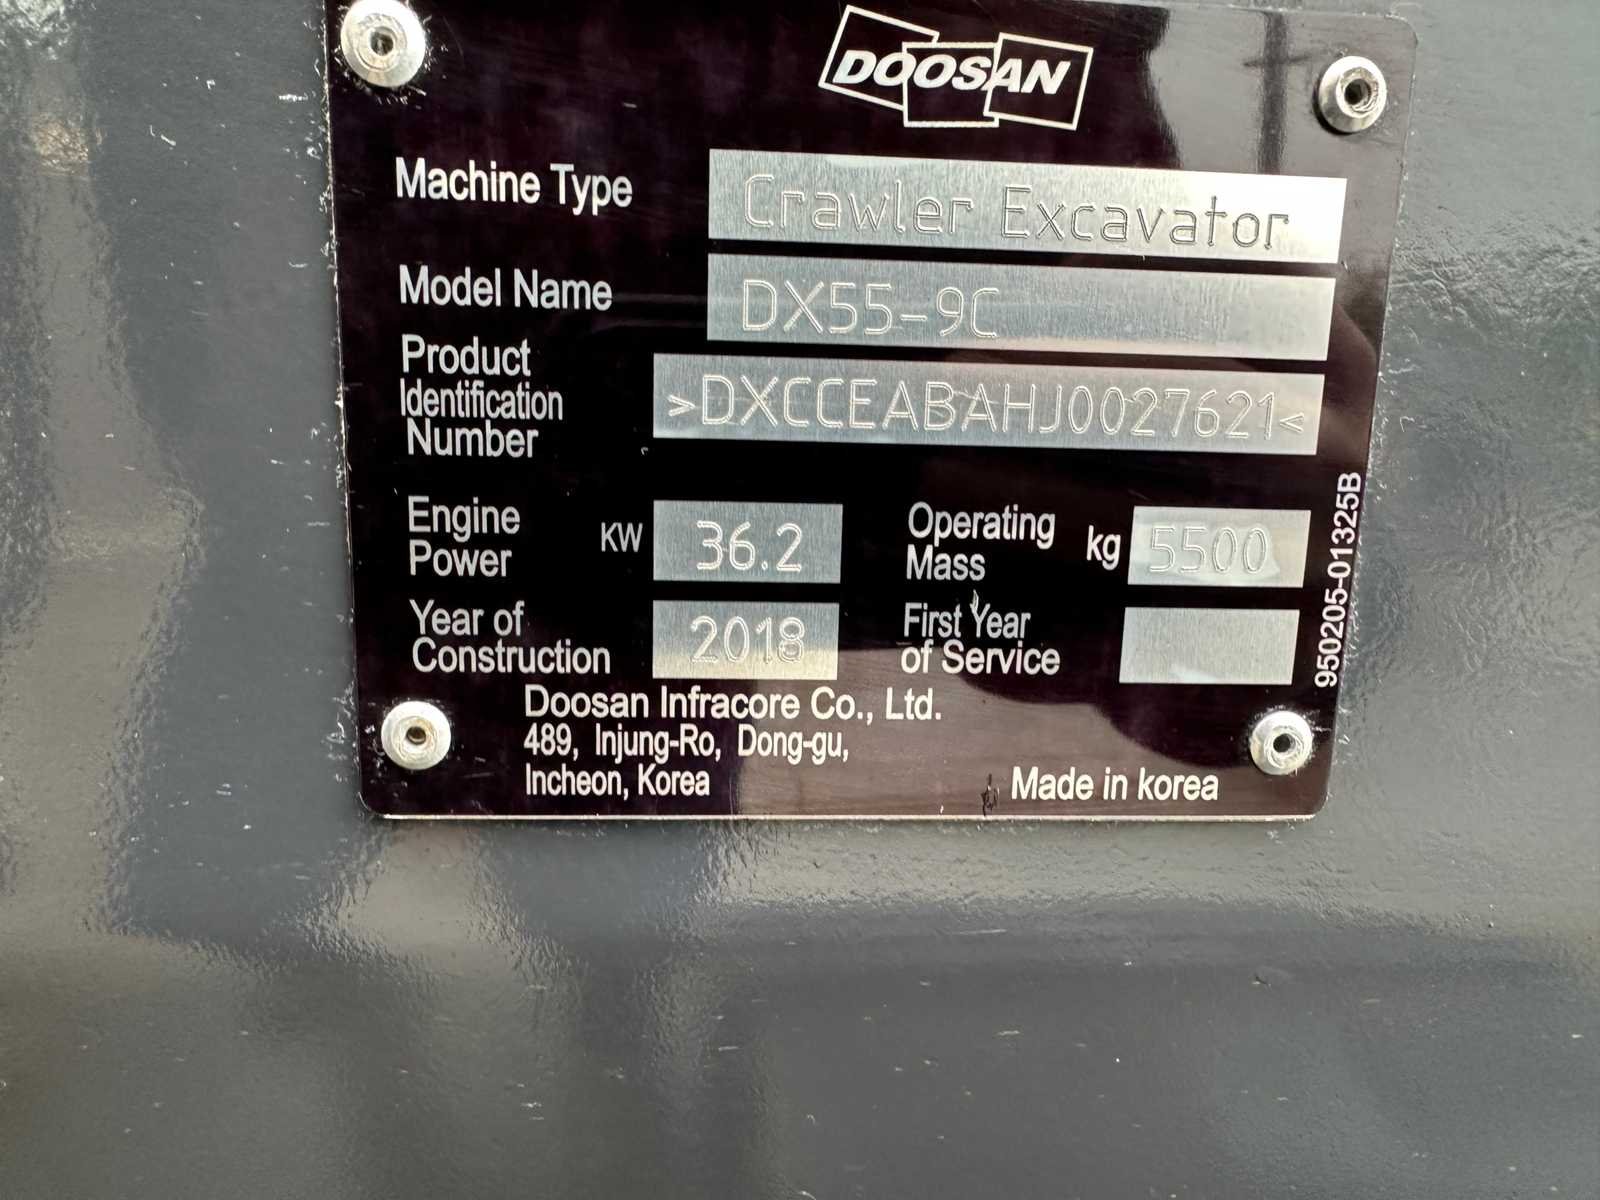 DOOSAN
Machine Type Crawler Excavator
Model Name DX55-9C
Product
Identification
Number >DXCCEABAHJ0027621<
Engine
Power KW 36.2
Operating
Mass kg 5500
Year of
Construction 2018
First Year
of Service
Doosan Infracore Co., Ltd.
489, Injung-Ro, Dong-gu,
Incheon, Korea
Made in korea
950205-01325B